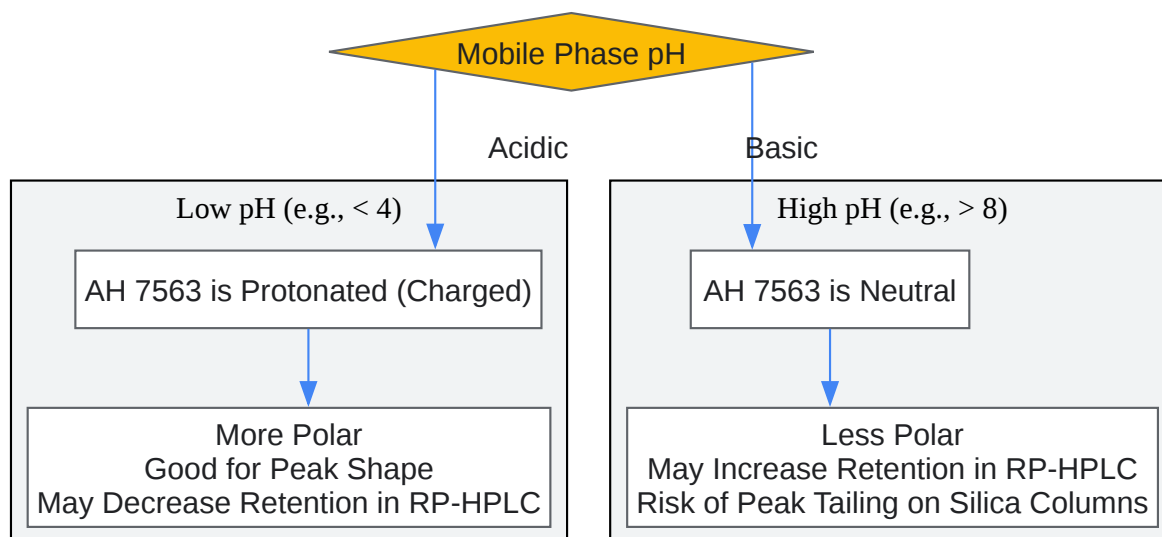 Mobile Phase pH
Acidic
Basic
Low pH (e.g., < 4)
AH 7563 is Protonated (Charged)
More Polar
Good for Peak Shape
May Decrease Retention in RP-HPLC
High pH (e.g., > 8)
AH 7563 is Neutral
Less Polar
May Increase Retention in RP-HPLC
Risk of Peak Tailing on Silica Columns